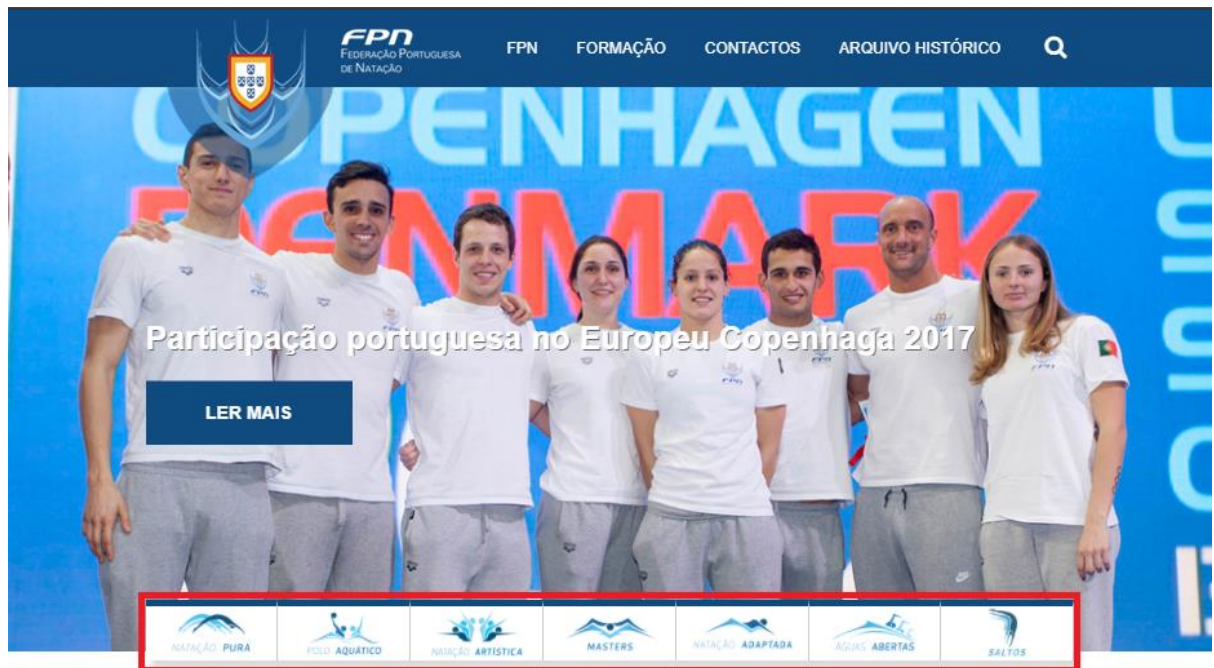 FPN
FEDERAÇÃO PORTUGUESA
DE NATAÇÃO
FPN FORMAÇÃO CONTACTOS ARQUIVO HISTÓRICO
COPENHAGEN
DENMARK
Participação portuguesa no Europeu Copenhaga 2017
LER MAIS
NATAÇÃO PURA
POLO AQUÁTICO
NATAÇÃO ARTÍSTICA
MASTERS
NATAÇÃO ADAPTADA
ÁGUAS ABERTAS
SALTOS